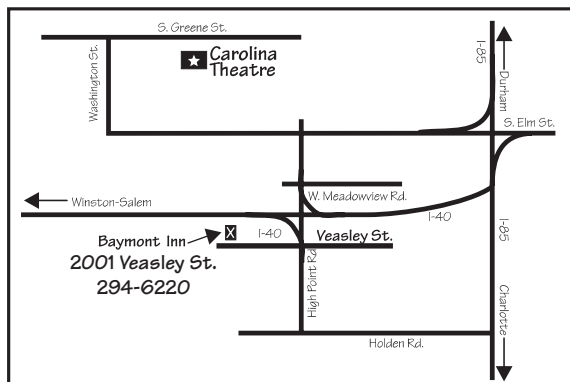 S. Greene St.
Carolina
Theatre
Washington St.
I-85
Durham
S. Elm St.
W. Meadowview Rd.
Winston-Salem
I-40
I-40
Baymont Inn
Veasley St.
2001 Veasley St.
294-6220
High Point Rd
I-85
Charlotte
Holden Rd.